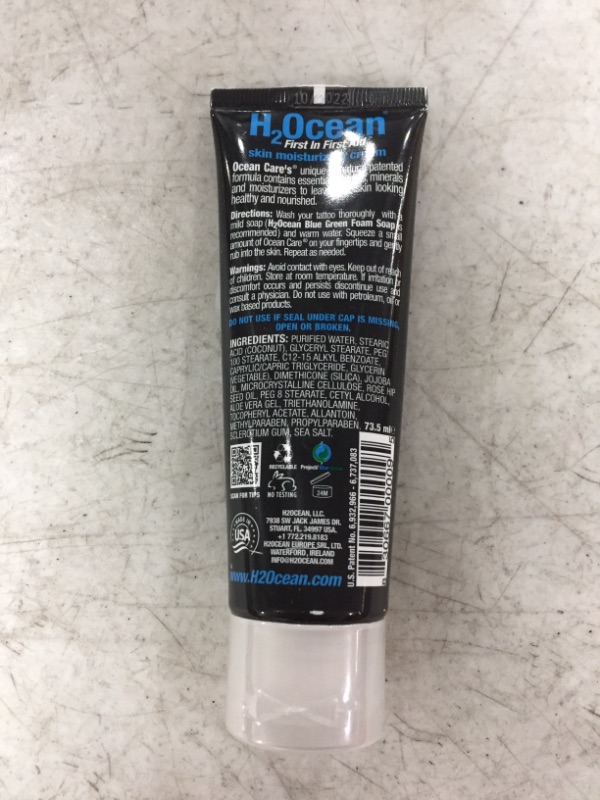 H2Ocean
First In First Aid
skin cream
Ocean Care's™ patented
formula contains minerals
and moisturizers to skin looking
healthy and nourished.
Directions: Wash your tattoo thoroughly with a
mild soap (H2Ocean Blue Green Foam Soap
recommended) and warm water. Squeeze a small
amount of Ocean Care® on your fingertips and gently
rub into the skin. Repeat as needed.
Warnings: Avoid contact with eyes. Keep out of reach
of children. Store at room temperature. If irritation or
discomfort occurs and persists discontinue use and
consult a physician. Do not use with petroleum, oil or
wax based products.
DO NOT USE IF SEAL UNDER CAP IS MISSING,
OPEN OR BROKEN.
INGREDIENTS: PURIFIED WATER, STEARIC
ACID (COCONUT), GLYCERYL STEARATE, PEG
100 STEARATE, C12-15 ALKYL BENZOATE,
CAPRYLIC/CAPRIC TRIGLYCERIDE, GLYCERIN
(VEGETABLE), DIMETHICONE (SILICA), JOJOBA
OIL, MICROCRYSTALLINE CELLULOSE, ROSE HIP
SEED OIL, PEG 8 STEARATE, CETYL ALCOHOL,
ALOE VERA GEL, TRIETHANOLAMINE,
TOCOPHERYL ACETATE, ALLANTOIN,
METHYLPARABEN, PROPYLPARABEN,
SCLEROTIUM GUM, SEA SALT.
73.5 ml
RECYCLABLE
Project
SCAN FOR TIPS
NO TESTING
24M
MADE IN
USA
H2OCEAN, LLC.
7938 SW JACK JAMES DR.
STUART, FL. 34997 USA.
+1 772.219.8183
H2OCEAN EUROPE SRL, LTD.
WATERFORD, IRELAND
INFO@H2OCEAN.COM
www.H2Ocean.com
U.S. Patent No. 6,932,966 - 6,737,083